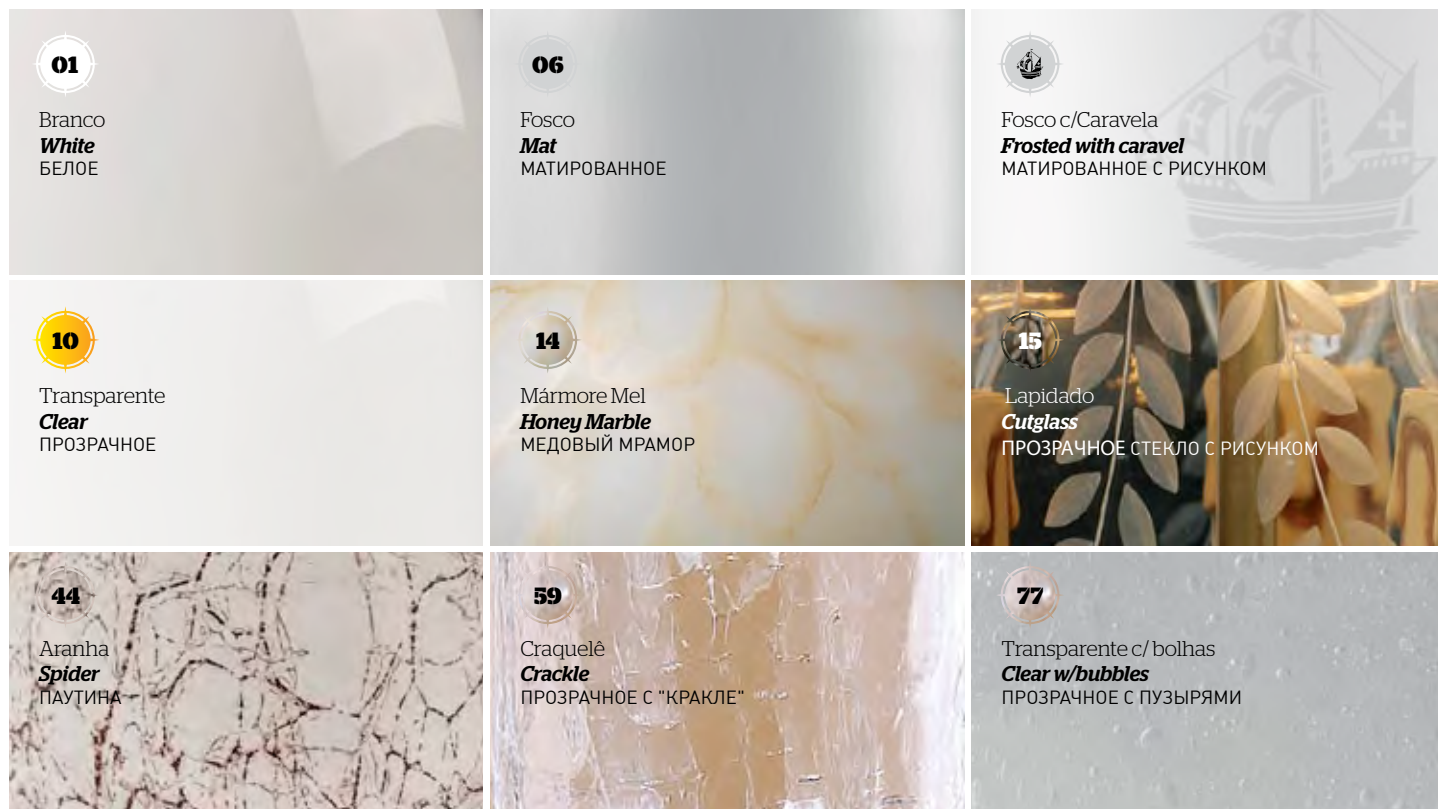 01
Branco
White
БЕЛОЕ
06
Fosco
Mat
МАТИРОВАННОЕ
Fosco c/Caravela
Frosted with caravel
МАТИРОВАННОЕ С РИСУНКОМ
10
Transparente
Clear
ПРОЗРАЧНОЕ
14
Mármore Mel
Honey Marble
МЕДОВЫЙ МРАМОР
15
Lapidado
Cutglass
ПРОЗРАЧНОЕ СТЕКЛО С РИСУНКОМ
44
Aranha
Spider
ПАУТИНА
59
Craquelê
Crackle
ПРОЗРАЧНОЕ С "КРАКЛЕ"
77
Transparente c/ bolhas
Clear w/bubbles
ПРОЗРАЧНОЕ С ПУЗЫРЯМИ